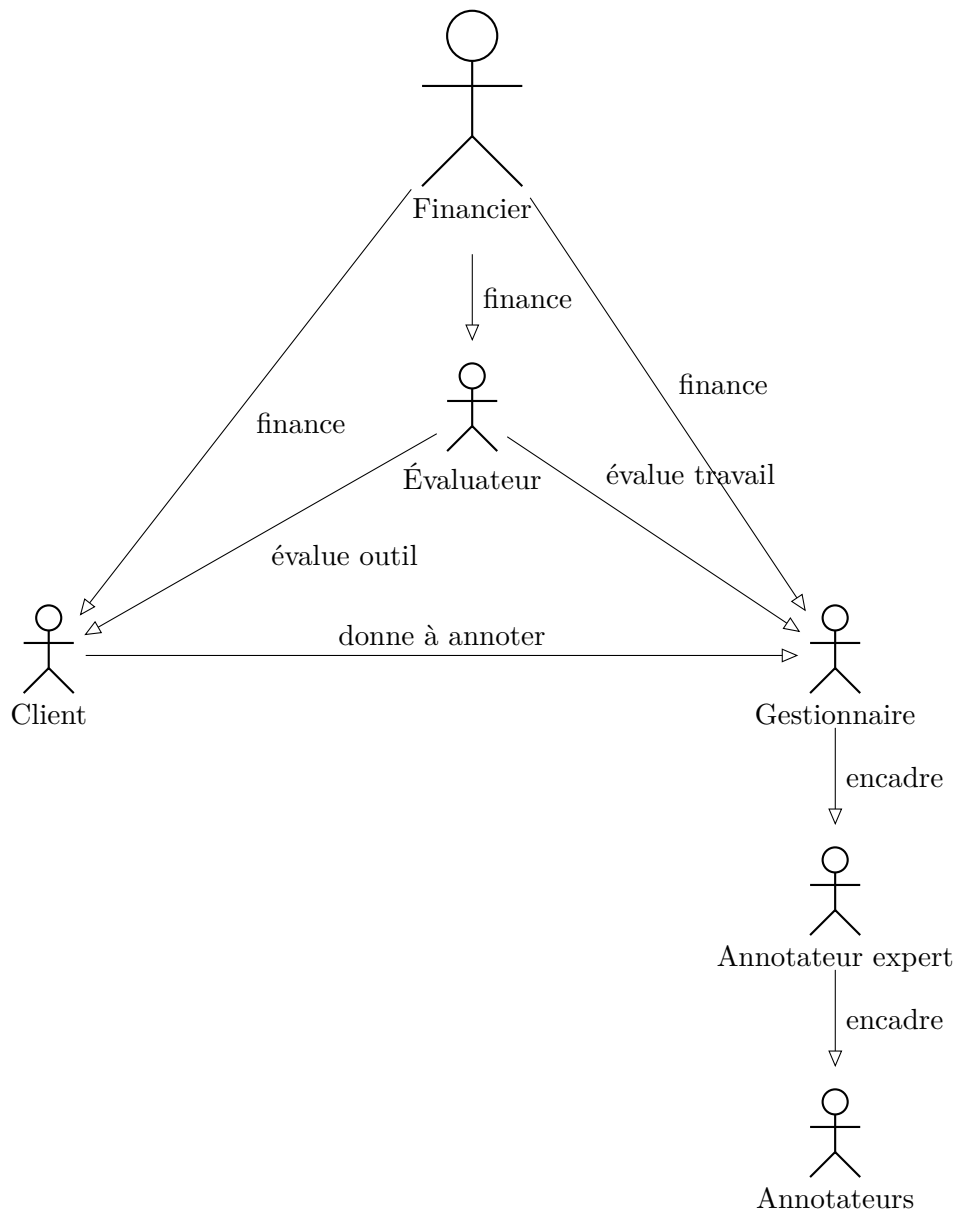 Financier
finance
finance
finance
Évaluateur
évalue travail
évalue outil
donne à annoter
Client
Gestionnaire
encadre
Annotateur expert
encadre
Annotateurs